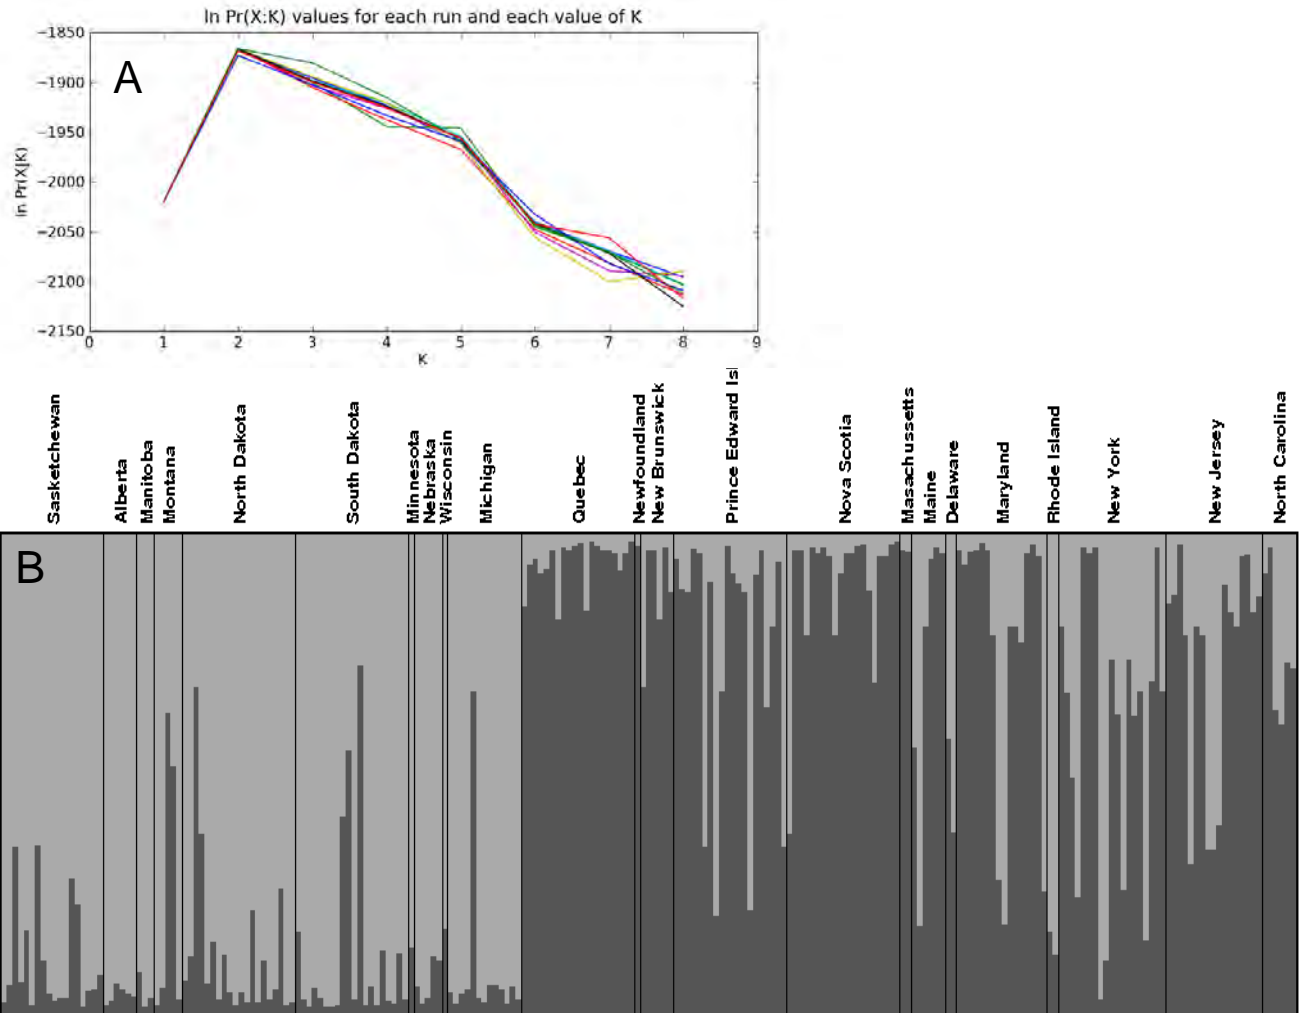 ln Pr(X:K) values for each run and each value of K
A
−1850
−1900
−1950
−2000
−2050
−2100
−2150
ln Pr(X|K)
0 1 2 3 4 5 6 7 8 9
K
Sasketchewan
Alberta
Manitoba
Montana
North Dakota
South Dakota
Minnesota
Nebraska
Wisconsin
Michigan
Quebec
Newfoundland
New Brunswick
Prince Edward Isl
Nova Scotia
Masachussetts
Maine
Delaware
Maryland
Rhode Island
New York
New Jersey
North Carolina
B